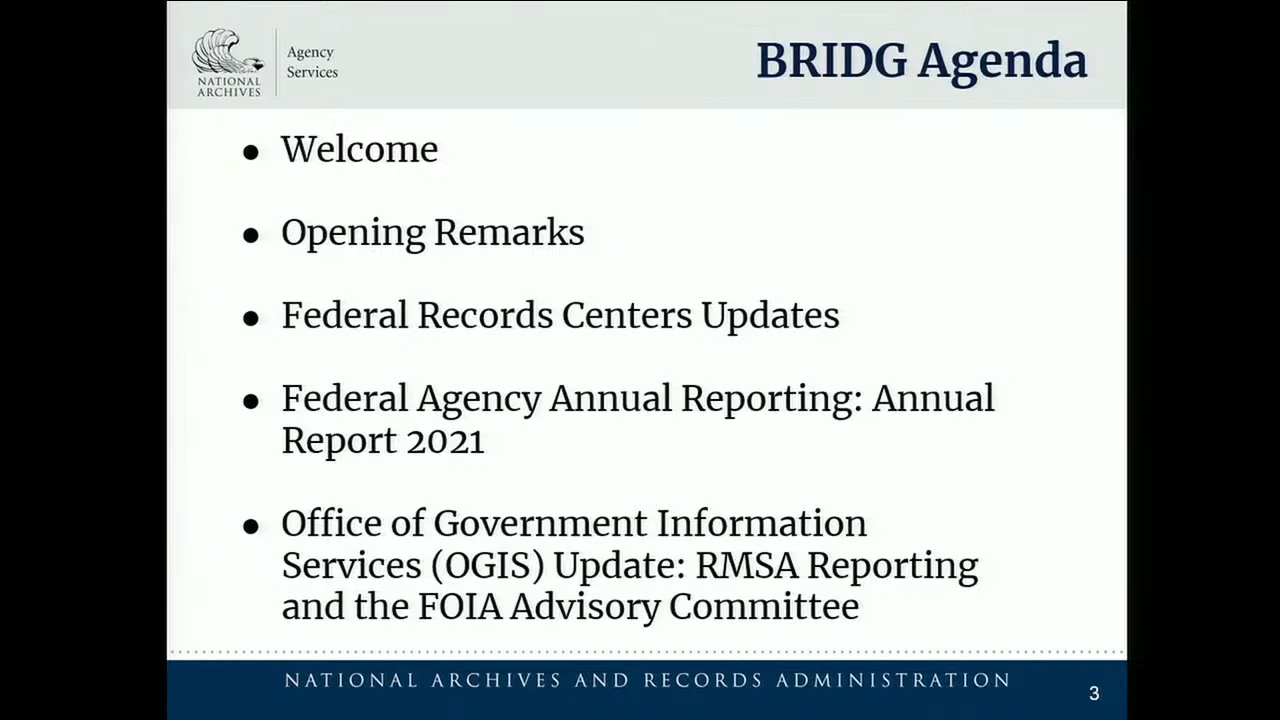 NATIONAL
ARCHIVES
Agency
Services
BRIDG Agenda
● Welcome
● Opening Remarks
● Federal Records Centers Updates
● Federal Agency Annual Reporting: Annual
Report 2021
● Office of Government Information
Services (OGIS) Update: RMSA Reporting
and the FOIA Advisory Committee
NATIONAL ARCHIVES AND RECORDS ADMINISTRATION
3